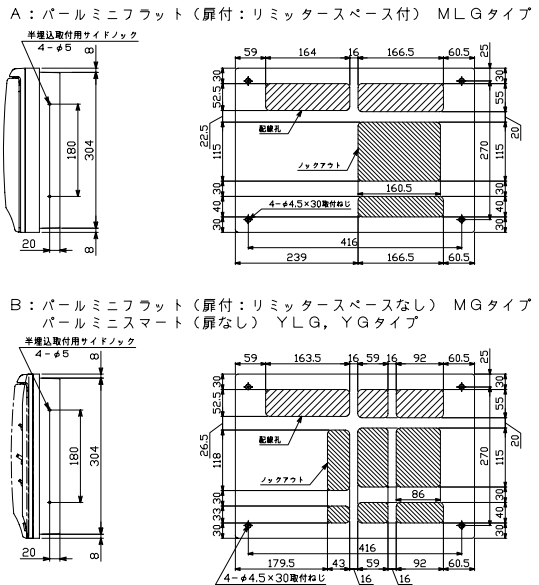 A：パールミニフラット（扉付：リミッタースペース付） MLGタイプ
半埋込取付用サイドノック
4-φ5
8
59 164 16 166.5 60.5
25
30
52.5
22.5
115
30
40
30
30
55
20
270
115
30
40
30
配線孔
ノックアウト
160.5
4-φ4.5×30取付ねじ
416
239 166.5 60.5
180
304
20
8
B：パールミニフラット（扉付：リミッタースペースなし） MGタイプ
パールミニスマート（扉なし） YLG，YGタイプ
半埋込取付用サイドノック
4-φ5
8
59 163.5 16 59 16 92 60.5
25
30
52.5
26.5
118
30
33
30
30
55
20
270
115
30
40
30
配線孔
ノックアウト
86
416
4-φ4.5×30取付ねじ
179.5 43 59 92 60.5
16 16
180
304
20
8